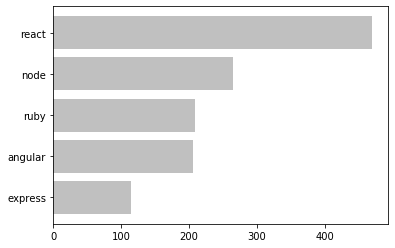 react
node
ruby
angular
express
0 100 200 300 400